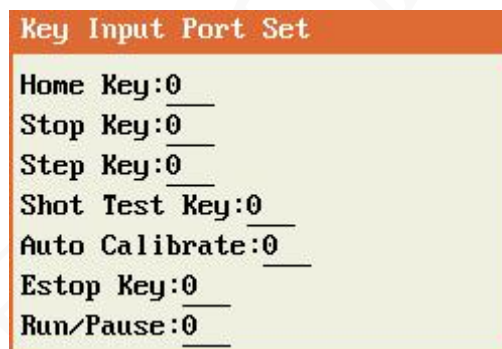 Key Input Port Set
Home Key:0
Stop Key:0
Step Key:0
Shot Test Key:0
Auto Calibrate:0
Estop Key:0
Run/Pause:0